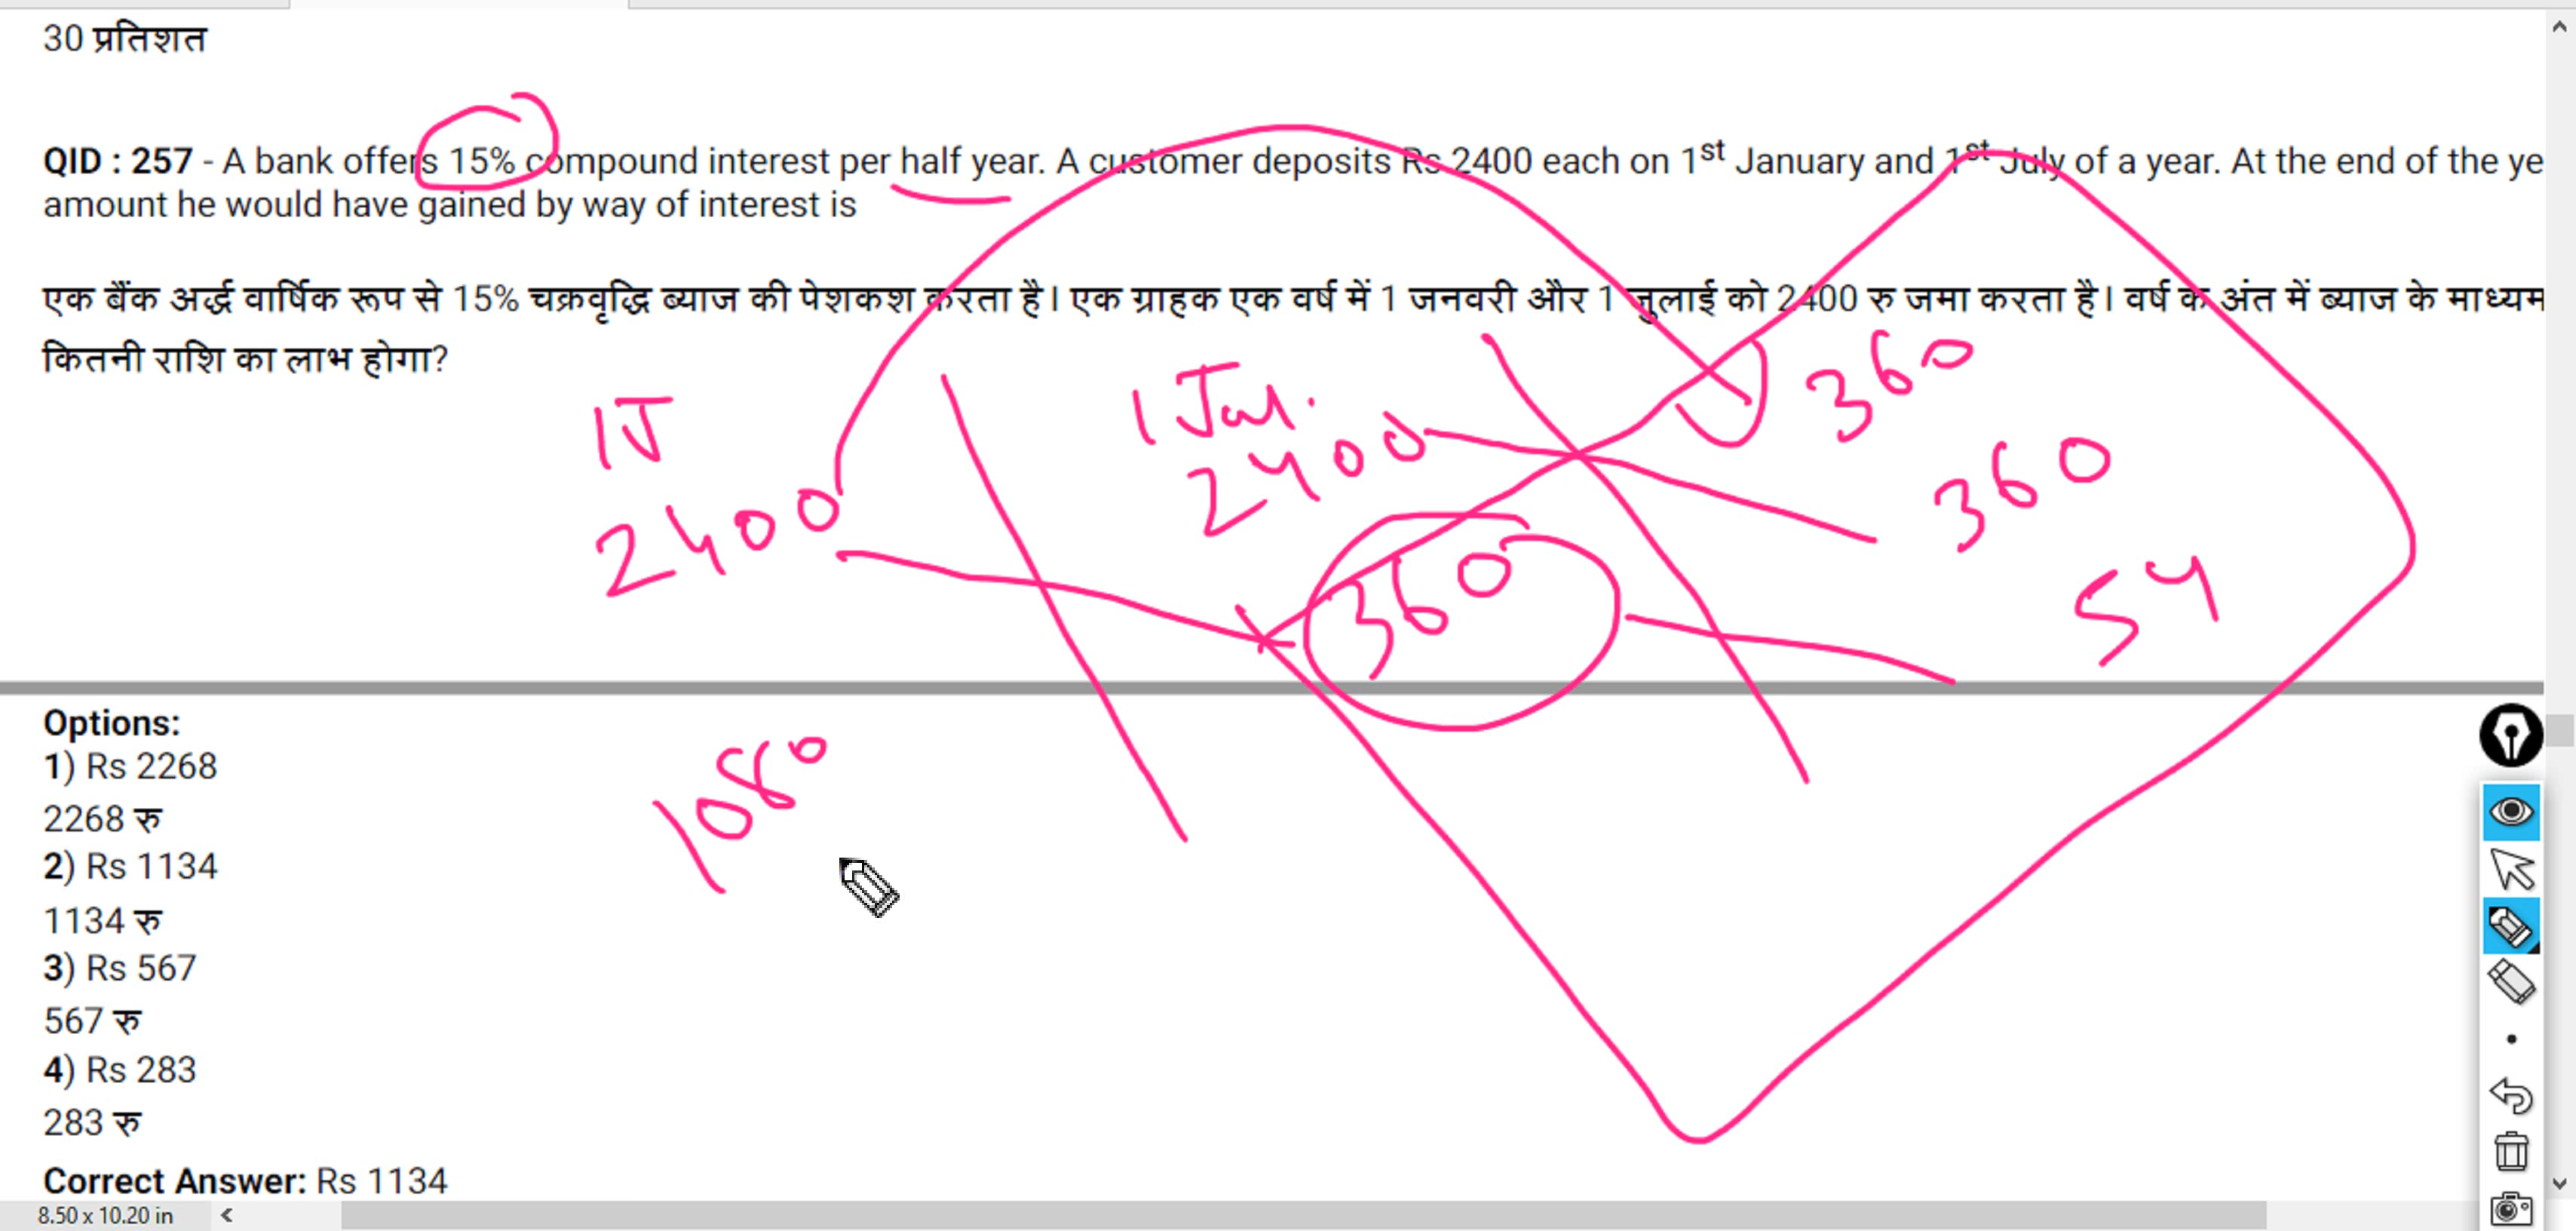 30 प्रतिशत
QID : 257 - A bank offers 15% compound interest per half year. A customer deposits Rs 2400 each on 1st January and 1st July of a year. At the end of the ye
amount he would have gained by way of interest is
एक बैंक अर्द्ध वार्षिक रूप से 15% चक्रवृद्धि ब्याज की पेशकश करता है। एक ग्राहक एक वर्ष में 1 जनवरी और 1 जुलाई को 2400 रु जमा करता है। वर्ष के अंत में ब्याज के माध्यम
कितनी राशि का लाभ होगा?
1J
2400
1 Jul.
2400
360
360
360
54
1080
Options:
1) Rs 2268
2268 रु
2) Rs 1134
1134 रु
3) Rs 567
567 रु
4) Rs 283
283 रु
Correct Answer: Rs 1134
8.50 x 10.20 in